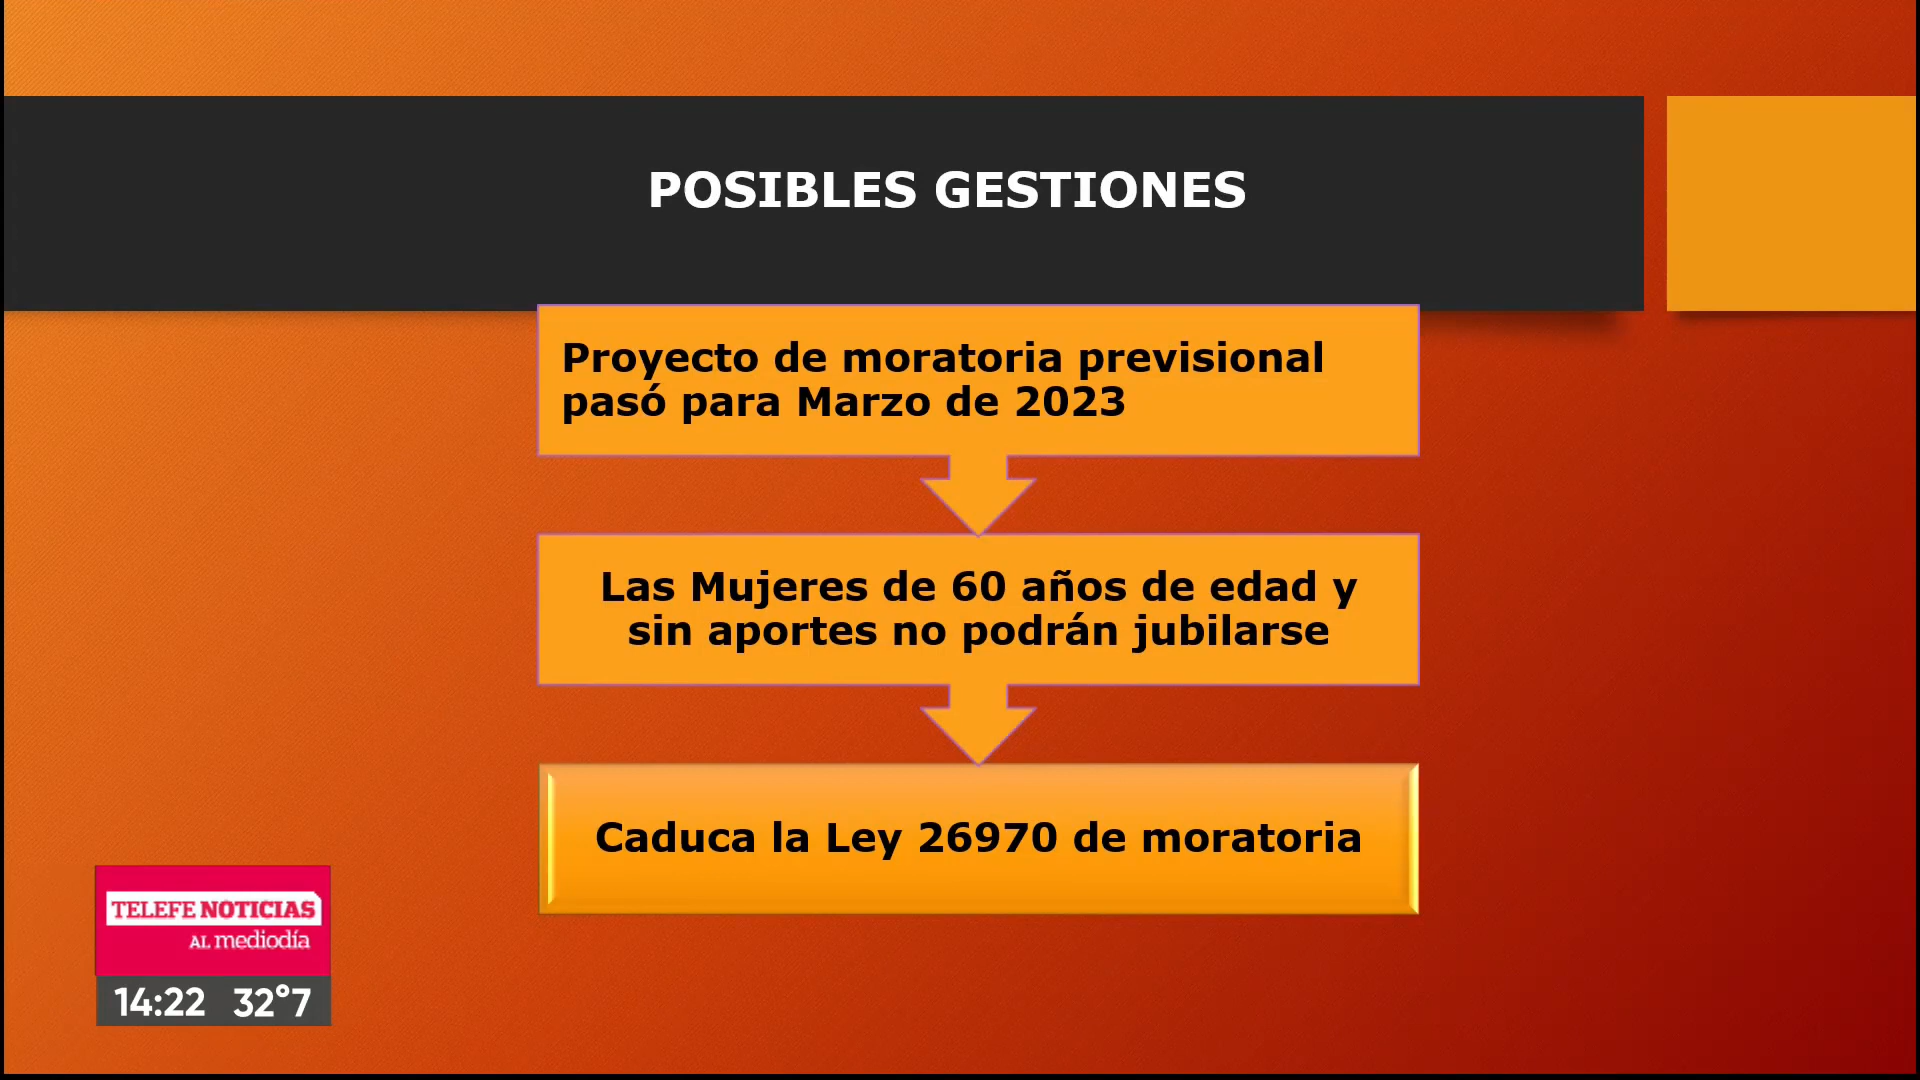 POSIBLES GESTIONES
Proyecto de moratoria previsional
pasó para Marzo de 2023
Las Mujeres de 60 años de edad y
sin aportes no podrán jubilarse
Caduca la Ley 26970 de moratoria
TELEFE NOTICIAS
AL mediodía
14:22 32°7